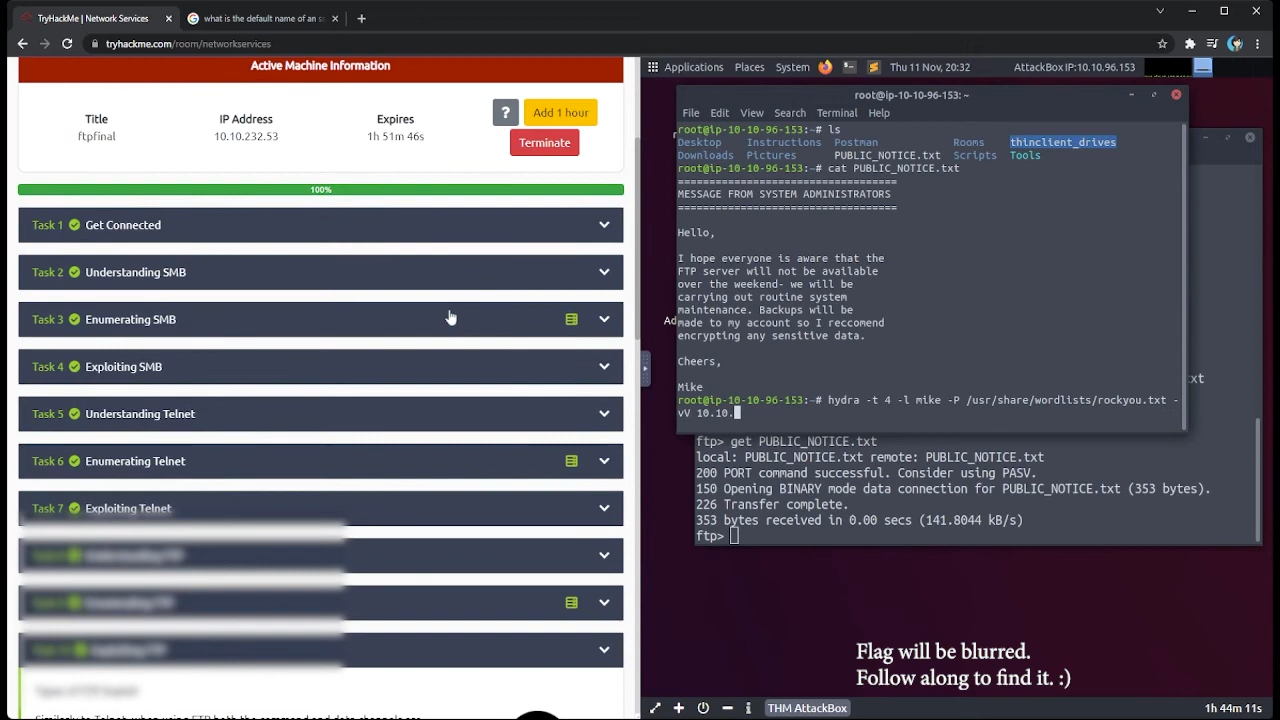 TryHackMe | Network Services
what is the default name of an s
tryhackme.com/room/networkservices
Active Machine Information
Title
IP Address
Expires
?
Add 1 hour
ftpfinal
10.10.232.53
1h 51m 46s
Terminate
100%
Task 1 Get Connected
Task 2 Understanding SMB
Task 3 Enumerating SMB
Task 4 Exploiting SMB
Task 5 Understanding Telnet
Task 6 Enumerating Telnet
Task 7 Exploiting Telnet
Applications Places System Thu 11 Nov, 20:32 AttackBox IP:10.10.96.153
root@ip-10-10-96-153: ~
File Edit View Search Terminal Help
root@ip-10-10-96-153:~# ls
Desktop Instructions Postman Rooms thinclient_drives
Downloads Pictures PUBLIC_NOTICE.txt Scripts Tools
root@ip-10-10-96-153:~# cat PUBLIC_NOTICE.txt
===================================
MESSAGE FROM SYSTEM ADMINISTRATORS
===================================
Hello,
I hope everyone is aware that the
FTP server will not be available
over the weekend- we will be
carrying out routine system
maintenance. Backups will be
made to my account so I reccomend
encrypting any sensitive data.
Cheers,
Mike
root@ip-10-10-96-153:~# hydra -t 4 -l mike -P /usr/share/wordlists/rockyou.txt -
vV 10.10.
Ad
xt
ftp> get PUBLIC_NOTICE.txt
local: PUBLIC_NOTICE.txt remote: PUBLIC_NOTICE.txt
200 PORT command successful. Consider using PASV.
150 Opening BINARY mode data connection for PUBLIC_NOTICE.txt (353 bytes).
226 Transfer complete.
353 bytes received in 0.00 secs (141.8044 kB/s)
ftp>
Flag will be blurred.
Follow along to find it. :)
THM AttackBox
1h 44m 11s